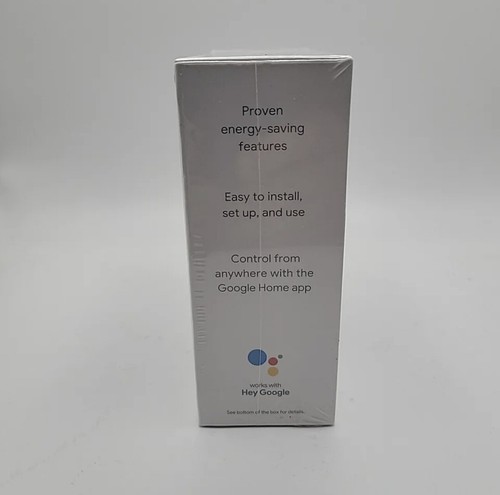 Proven
energy-saving
features
Easy to install,
set up, and use
Control from
anywhere with the
Google Home app
works with
Hey Google
See bottom of the box for details.